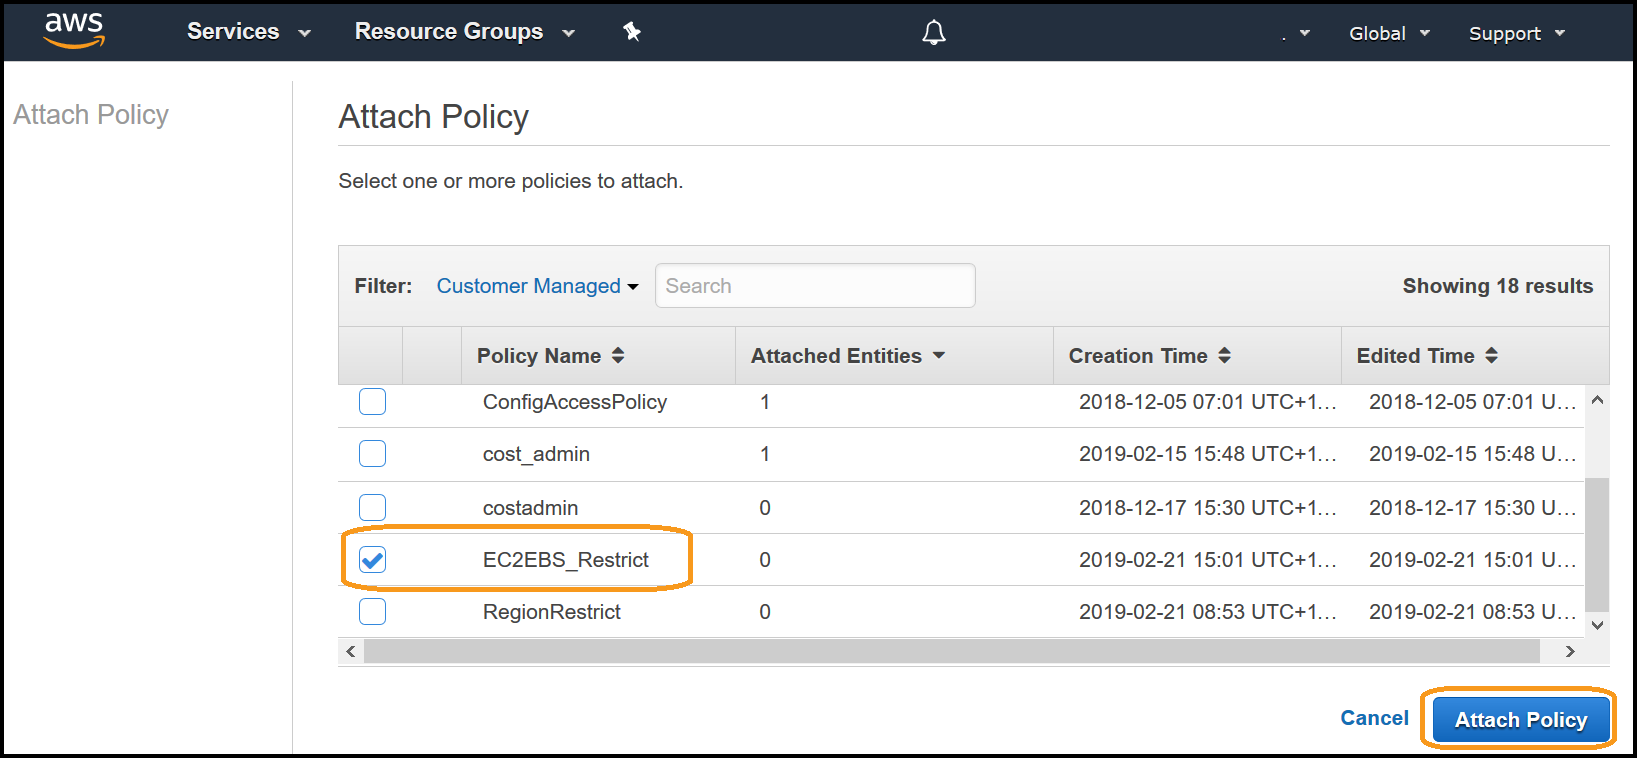 aws Services Resource Groups . Global Support
Attach Policy
Attach Policy
Select one or more policies to attach.
Filter: Customer Managed Search Showing 18 results
Policy Name Attached Entities Creation Time Edited Time
ConfigAccessPolicy 1 2018-12-05 07:01 UTC+1… 2018-12-05 07:01 U…
cost_admin 1 2019-02-15 15:48 UTC+1… 2019-02-15 15:48 U…
costadmin 0 2018-12-17 15:30 UTC+1… 2018-12-17 15:30 U…
EC2EBS_Restrict 0 2019-02-21 15:01 UTC+1… 2019-02-21 15:01 U…
RegionRestrict 0 2019-02-21 08:53 UTC+1… 2019-02-21 08:53 U…
Cancel Attach Policy